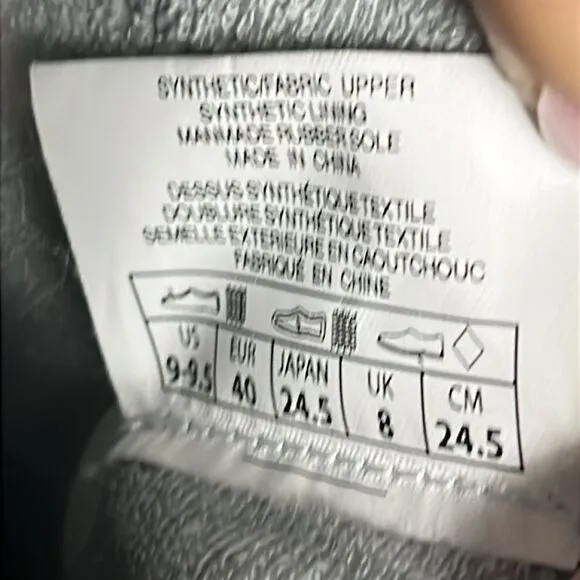 SYNTHETIC/FABRIC UPPER
SYNTHETIC LINING
MANMADE RUBBER SOLE
MADE IN CHINA
DESSUS SYNTHÉTIQUE TEXTILE
DOUBLURE SYNTHÉTIQUE TEXTILE
SEMELLE EXTERIEURE EN CAOUTCHOUC
FABRIQUÉ EN CHINE
US EUR JAPAN UK CM
9-9.5 40 24.5 8 24.5